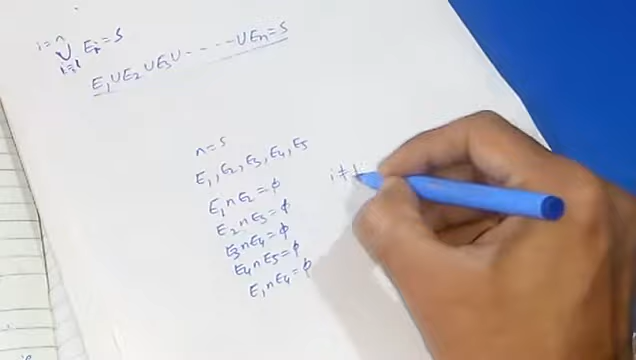 i=n
∪ Ei = S
i=1
E1∪E2∪E3∪-----∪En=S
n=5
E1, E2, E3, E4, E5
E1∩E2=ϕ
E2∩E3=ϕ
E3∩E4=ϕ
E4∩E5=ϕ
E1∩E4=ϕ
i≠